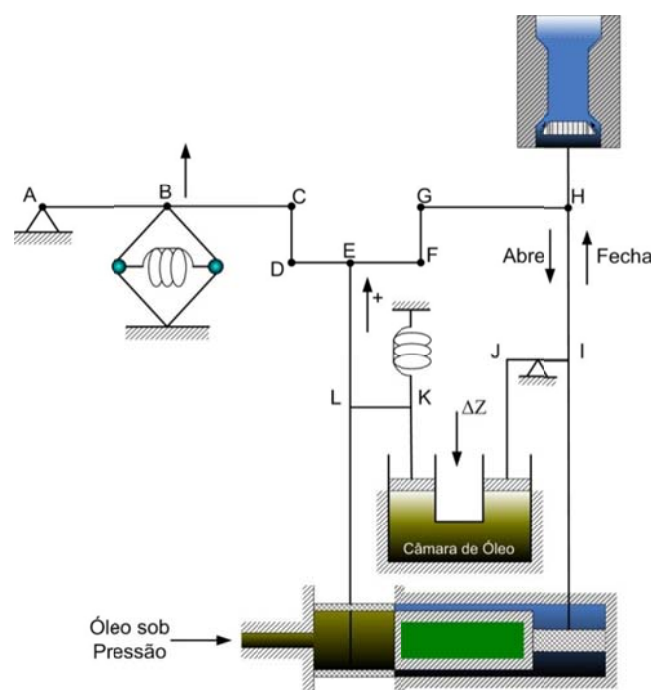 A
B
C
G
H
D
E
F
Abre
Fecha
+
J
I
L
K
ΔZ
Câmara de Óleo
Óleo sob
Pressão